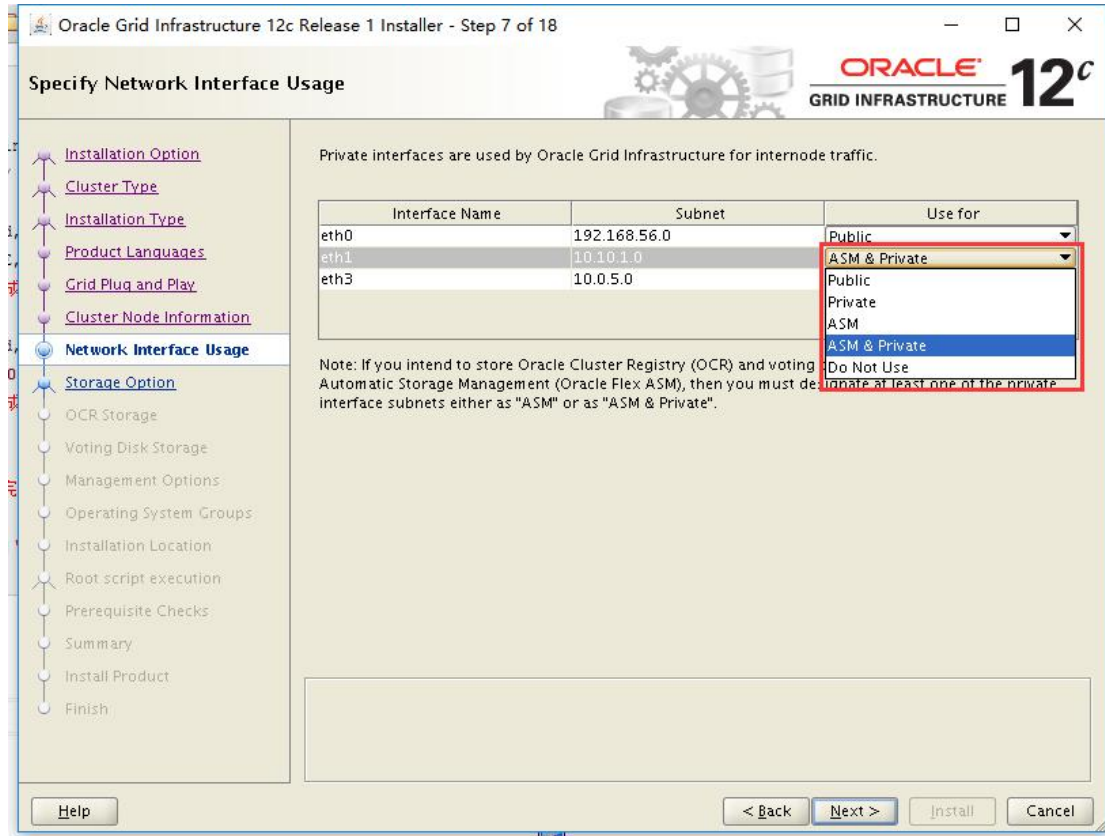 Oracle Grid Infrastructure 12c Release 1 Installer - Step 7 of 18
Specify Network Interface Usage
ORACLE
GRID INFRASTRUCTURE
12c
Installation Option
Cluster Type
Installation Type
Product Languages
Grid Plug and Play
Cluster Node Information
Network Interface Usage
Storage Option
OCR Storage
Voting Disk Storage
Management Options
Operating System Groups
Installation Location
Root script execution
Prerequisite Checks
Summary
Install Product
Finish
Private interfaces are used by Oracle Grid Infrastructure for internode traffic.
Interface Name Subnet Use for
eth0 192.168.56.0 Public
eth1 10.10.1.0 ASM & Private
eth3 10.0.5.0
Public
Private
ASM
ASM & Private
Do Not Use
Note: If you intend to store Oracle Cluster Registry (OCR) and voting
Automatic Storage Management (Oracle Flex ASM), then you must designate at least one of the private
interface subnets either as "ASM" or as "ASM & Private".
Help
< Back
Next >
Install
Cancel